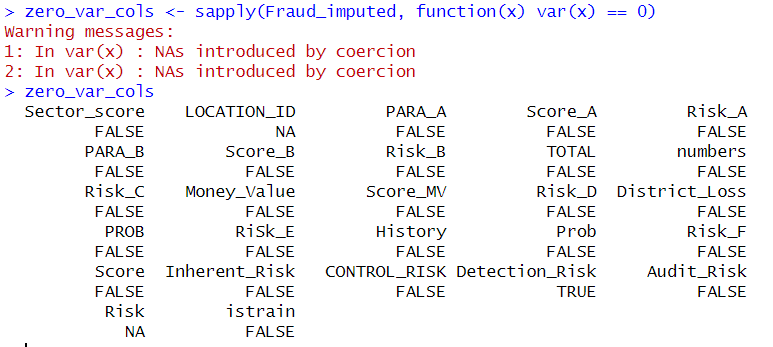 > zero_var_cols <- sapply(Fraud_imputed, function(x) var(x) == 0)
Warning messages:
1: In var(x) : NAs introduced by coercion
2: In var(x) : NAs introduced by coercion
> zero_var_cols
Sector_score LOCATION_ID PARA_A Score_A Risk_A
FALSE NA FALSE FALSE FALSE
PARA_B Score_B Risk_B TOTAL numbers
FALSE FALSE FALSE FALSE FALSE
Risk_C Money_Value Score_MV Risk_D District_Loss
FALSE FALSE FALSE FALSE FALSE
PROB RiSk_E History Prob Risk_F
FALSE FALSE FALSE FALSE FALSE
Score Inherent_Risk CONTROL_RISK Detection_Risk Audit_Risk
FALSE FALSE FALSE TRUE FALSE
Risk istrain
NA FALSE